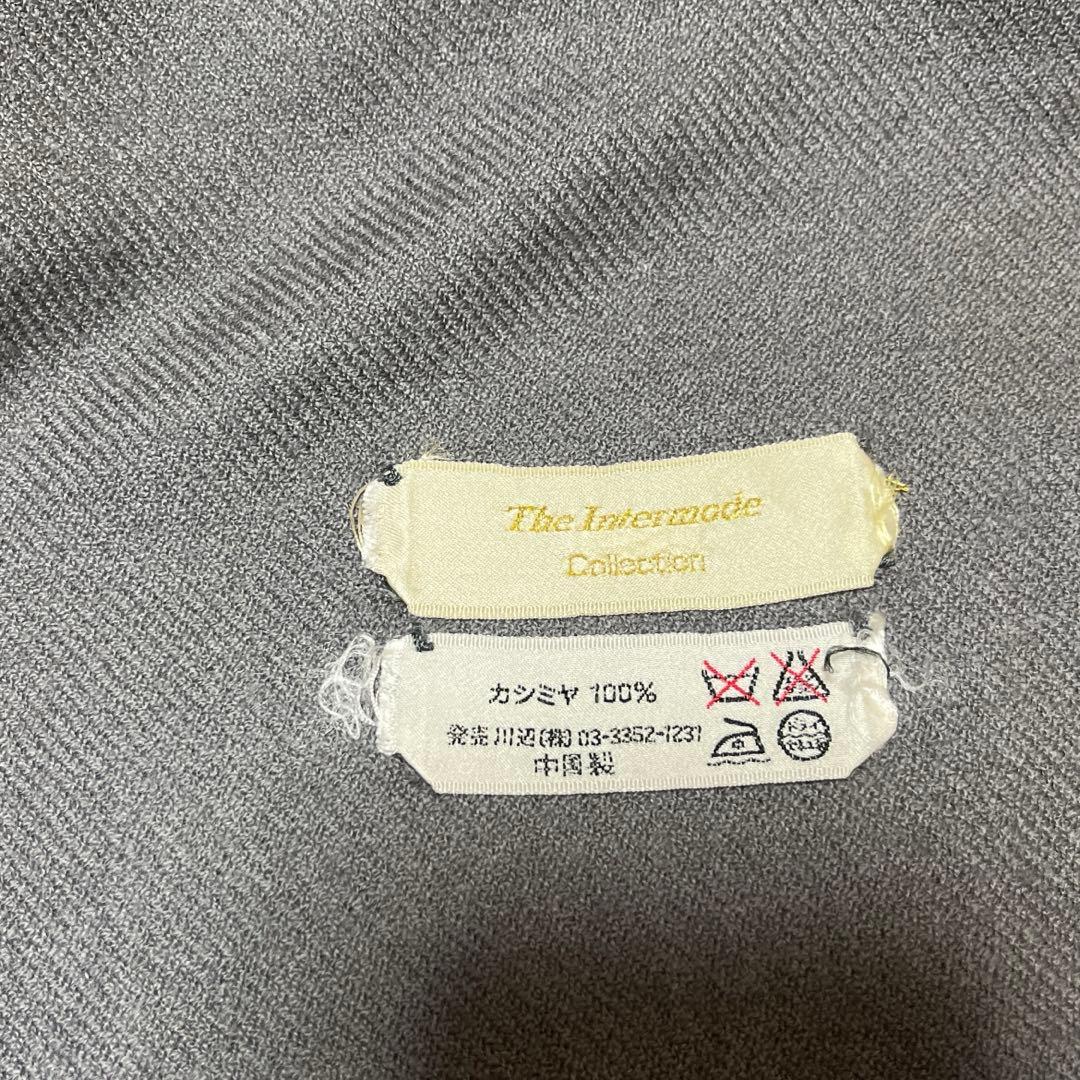 The Intermode
Collection
カシミヤ 100%
発売 川辺(株) 03-3352-1231
中国製